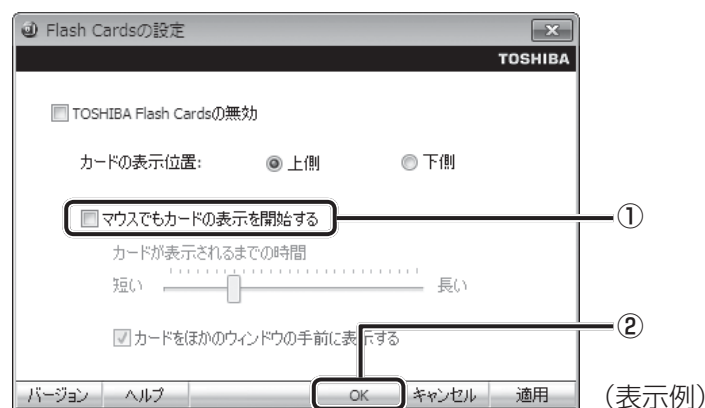 Flash Cardsの設定
TOSHIBA
TOSHIBA Flash Cardsの無効
カードの表示位置: 上側 下側
マウスでもカードの表示を開始する ①
カードが表示されるまでの時間
短い 長い
カードをほかのウィンドウの手前に表示する ②
バージョン ヘルプ OK キャンセル 適用 (表示例)